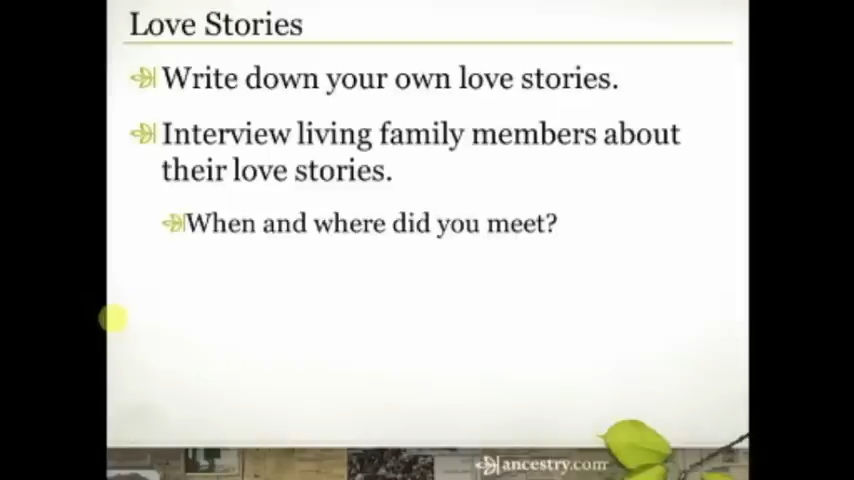 Love Stories
Write down your own love stories.
Interview living family members about
their love stories.
When and where did you meet?
ancestry.com